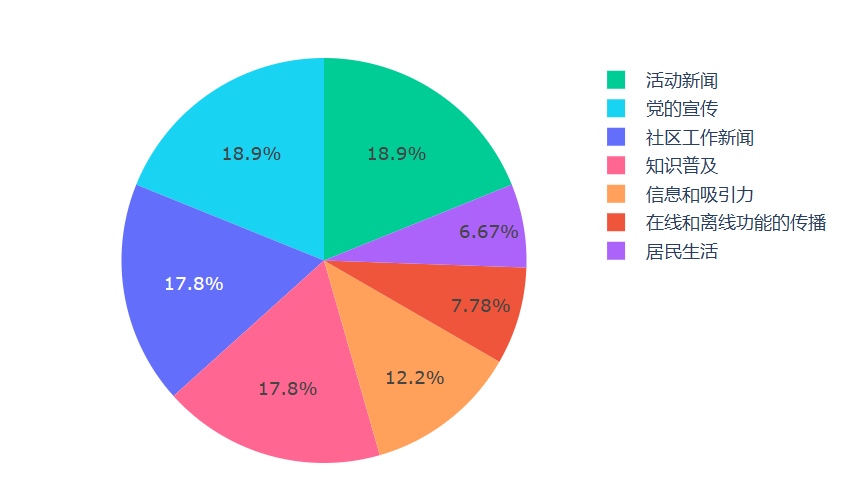 活动新闻
党的宣传
社区工作新闻
知识普及
信息和吸引力
在线和离线功能的传播
居民生活
18.9%
18.9%
6.67%
17.8%
7.78%
12.2%
17.8%